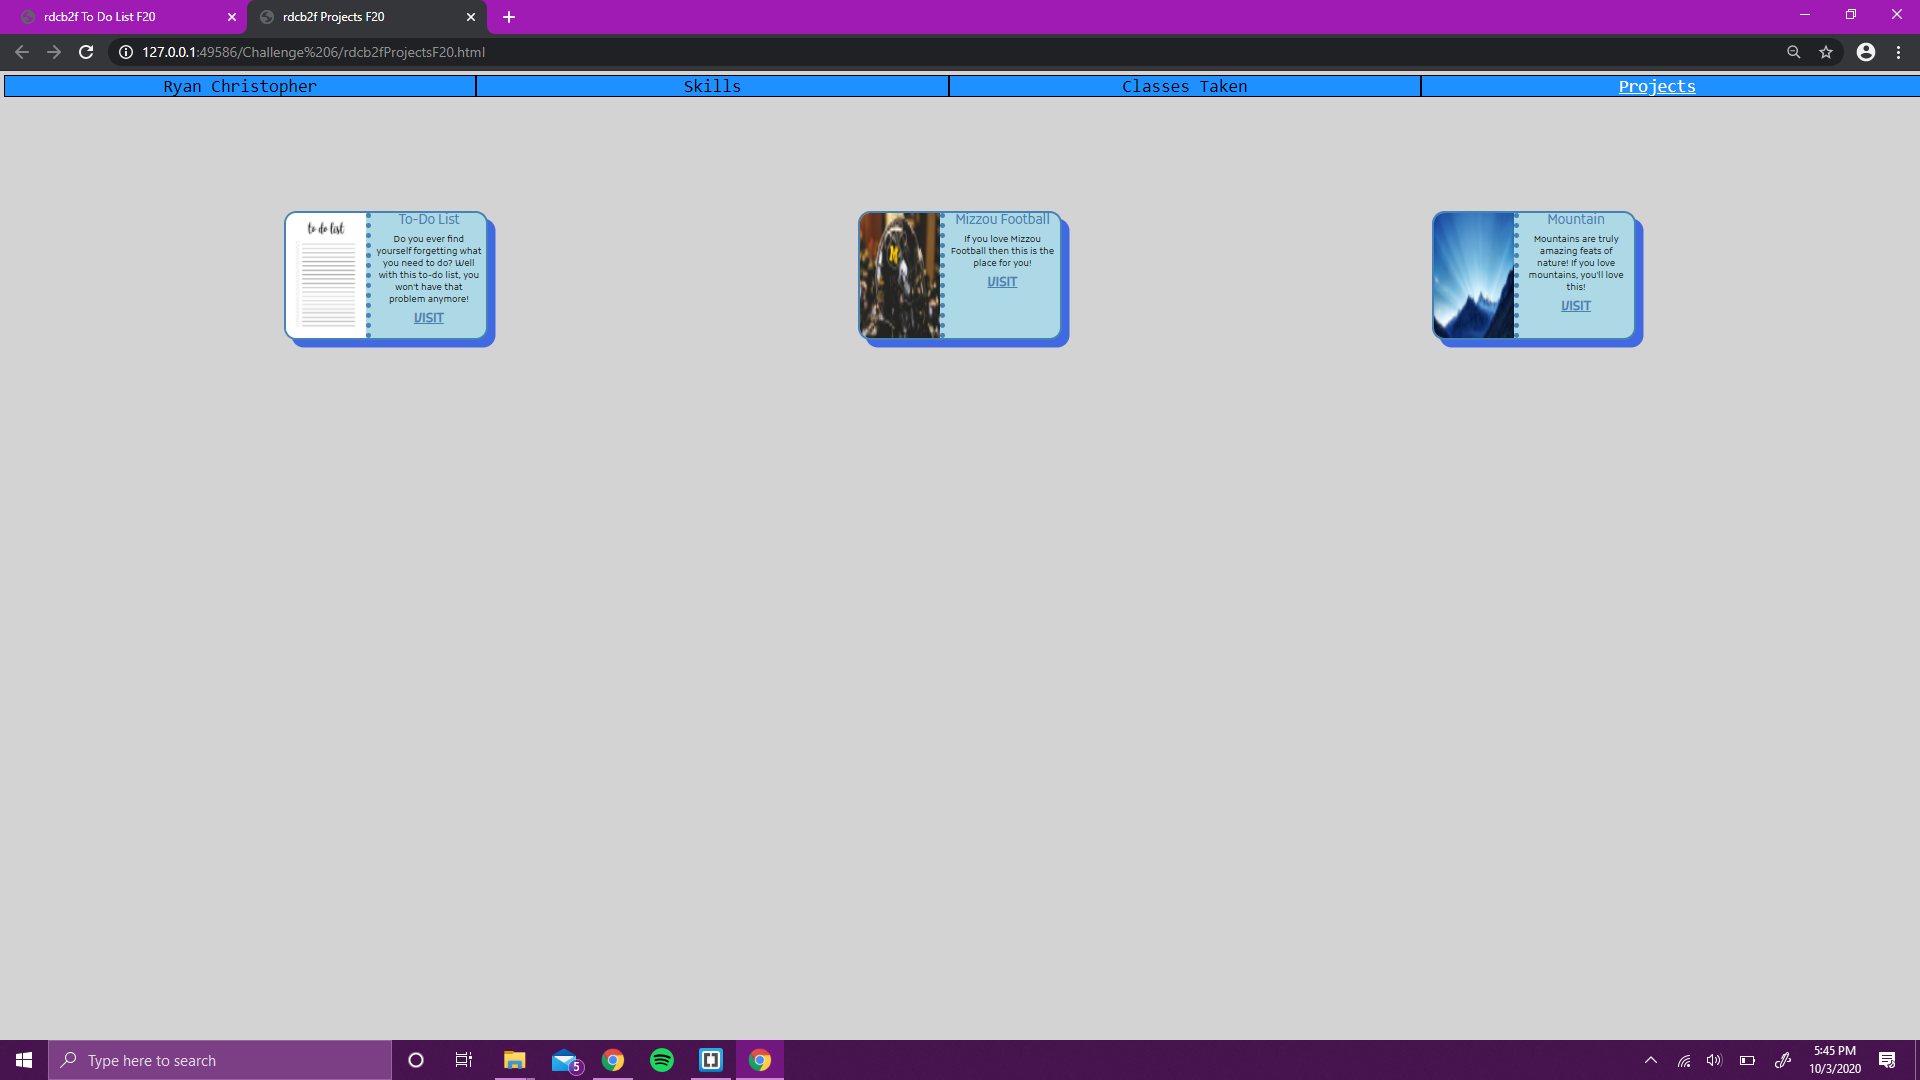 rdcb2f To Do List F20
rdcb2f Projects F20
127.0.0.1:49586/Challenge%206/rdcb2fProjectsF20.html
Ryan Christopher
Skills
Classes Taken
Projects
to do list
To-Do List
Do you ever find
yourself forgetting what
you need to do? Well
with this to-do list, you
won't have that
problem anymore!
VISIT
M
Mizzou Football
If you love Mizzou
Football then this is the
place for you!
VISIT
Mountain
Mountains are truly
amazing feats of
nature! If you love
mountains, you'll love
this!
VISIT
Type here to search
5
5:45 PM
10/3/2020